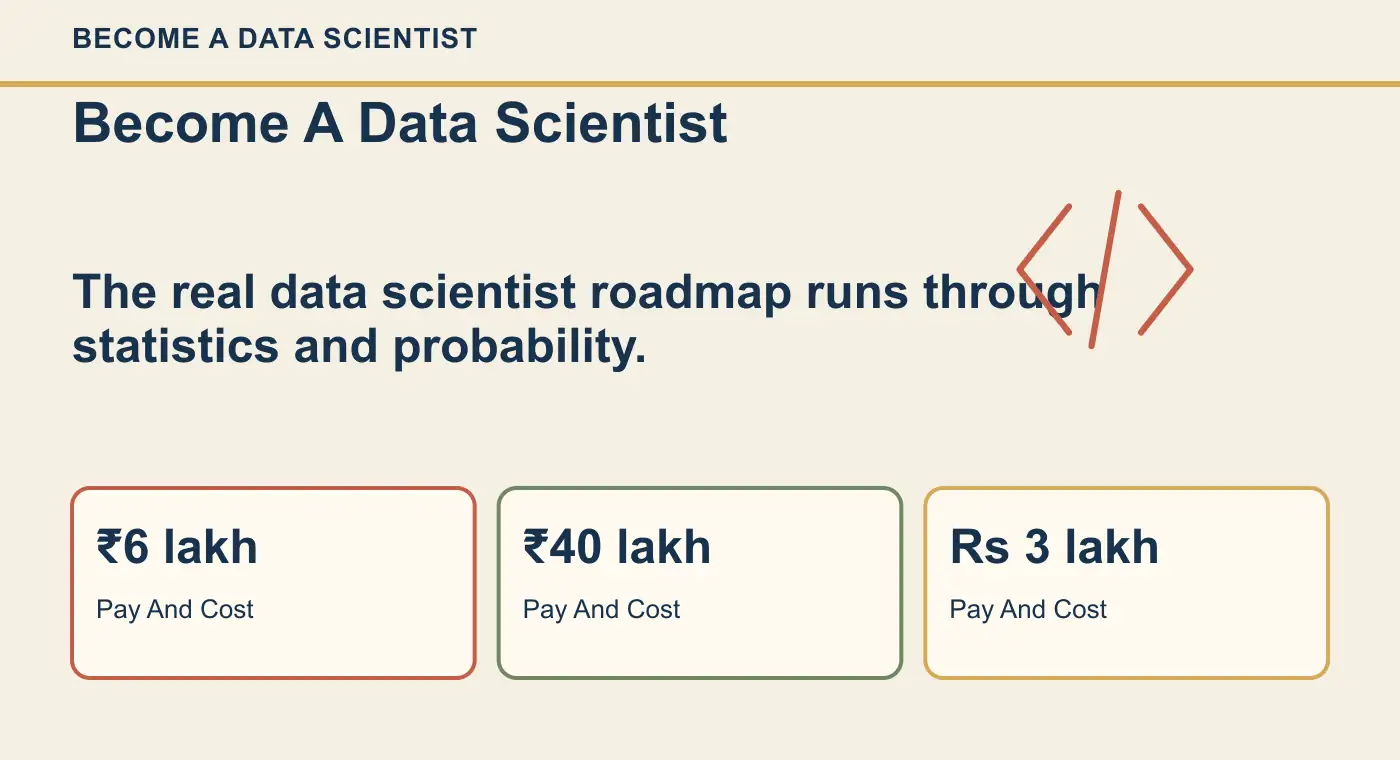 BECOME A DATA SCIENTIST
Become A Data Scientist
The real data scientist roadmap runs through
statistics and probability.
₹6 lakh
Pay And Cost
₹40 lakh
Pay And Cost
Rs 3 lakh
Pay And Cost